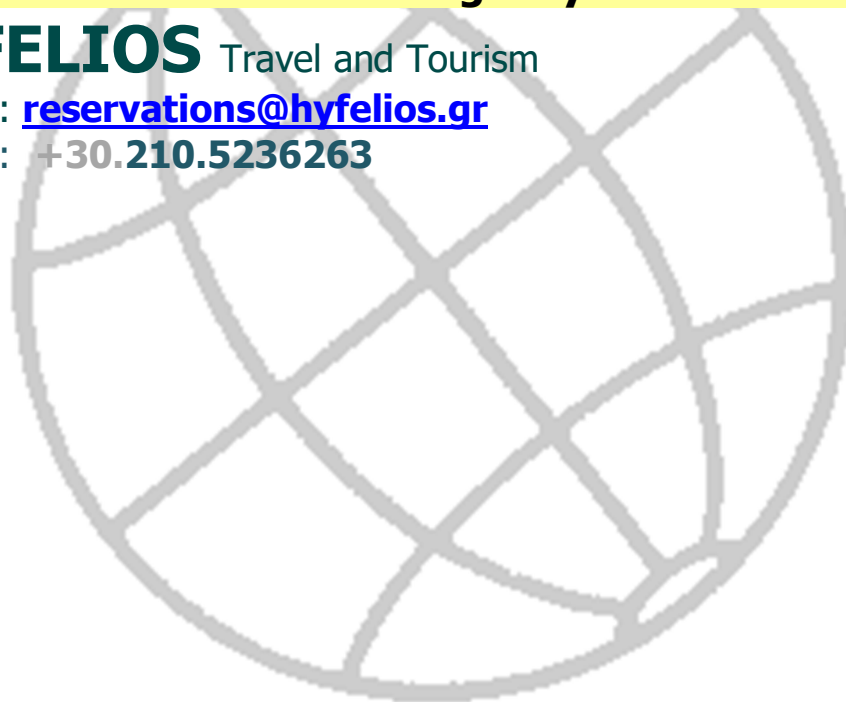 FELIOS Travel and Tourism
: reservations@hyfelios.gr
: +30.210.5236263